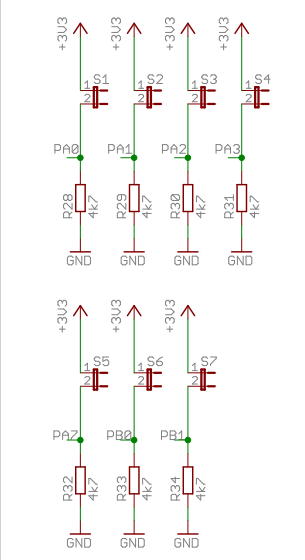 +3V3 +3V3 +3V3 +3V3
S1 S2 S3 S4
1 1 1 1
2 2 2 2
PA0 PA1 PA2 PA3
R28 4k7 R29 4k7 R30 4k7 R31 4k7
GND GND GND GND
+3V3 +3V3 +3V3
S5 S6 S7
1 1 1
2 2 2
PA7 PB0 PB1
R32 4k7 R33 4k7 R34 4k7
GND GND GND